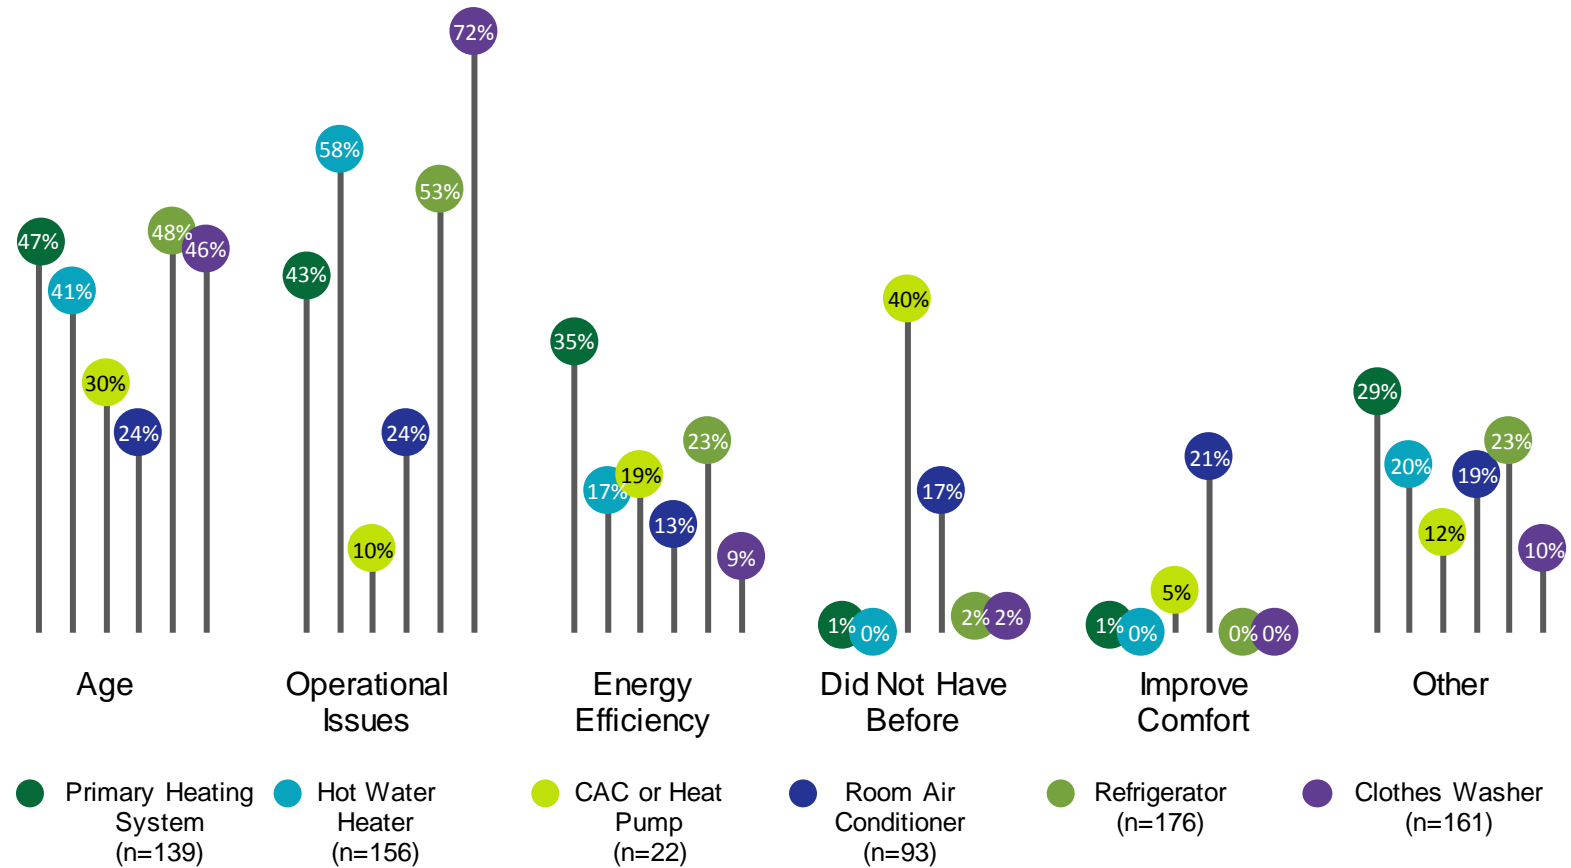 47%
41%
30%
24%
48%
46%
43%
58%
10%
24%
53%
72%
35%
17%
19%
13%
23%
9%
1%
0%
40%
17%
2%
2%
1%
0%
5%
21%
0%
0%
29%
20%
12%
19%
23%
10%
Age
Operational
Issues
Energy
Efficiency
Did Not Have
Before
Improve
Comfort
Other
Primary Heating
System
(n=139)
Hot Water
Heater
(n=156)
CAC or Heat
Pump
(n=22)
Room Air
Conditioner
(n=93)
Refrigerator
(n=176)
Clothes Washer
(n=161)